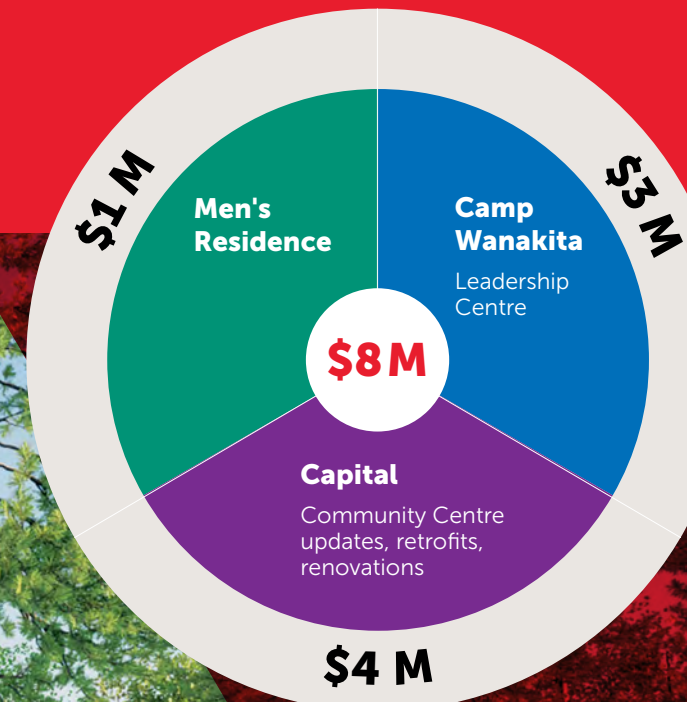 $1 M
$3 M
Men's
Residence
Camp
Wanakita
Leadership
Centre
$8 M
Capital
Community Centre
updates, retrofits,
renovations
$4 M